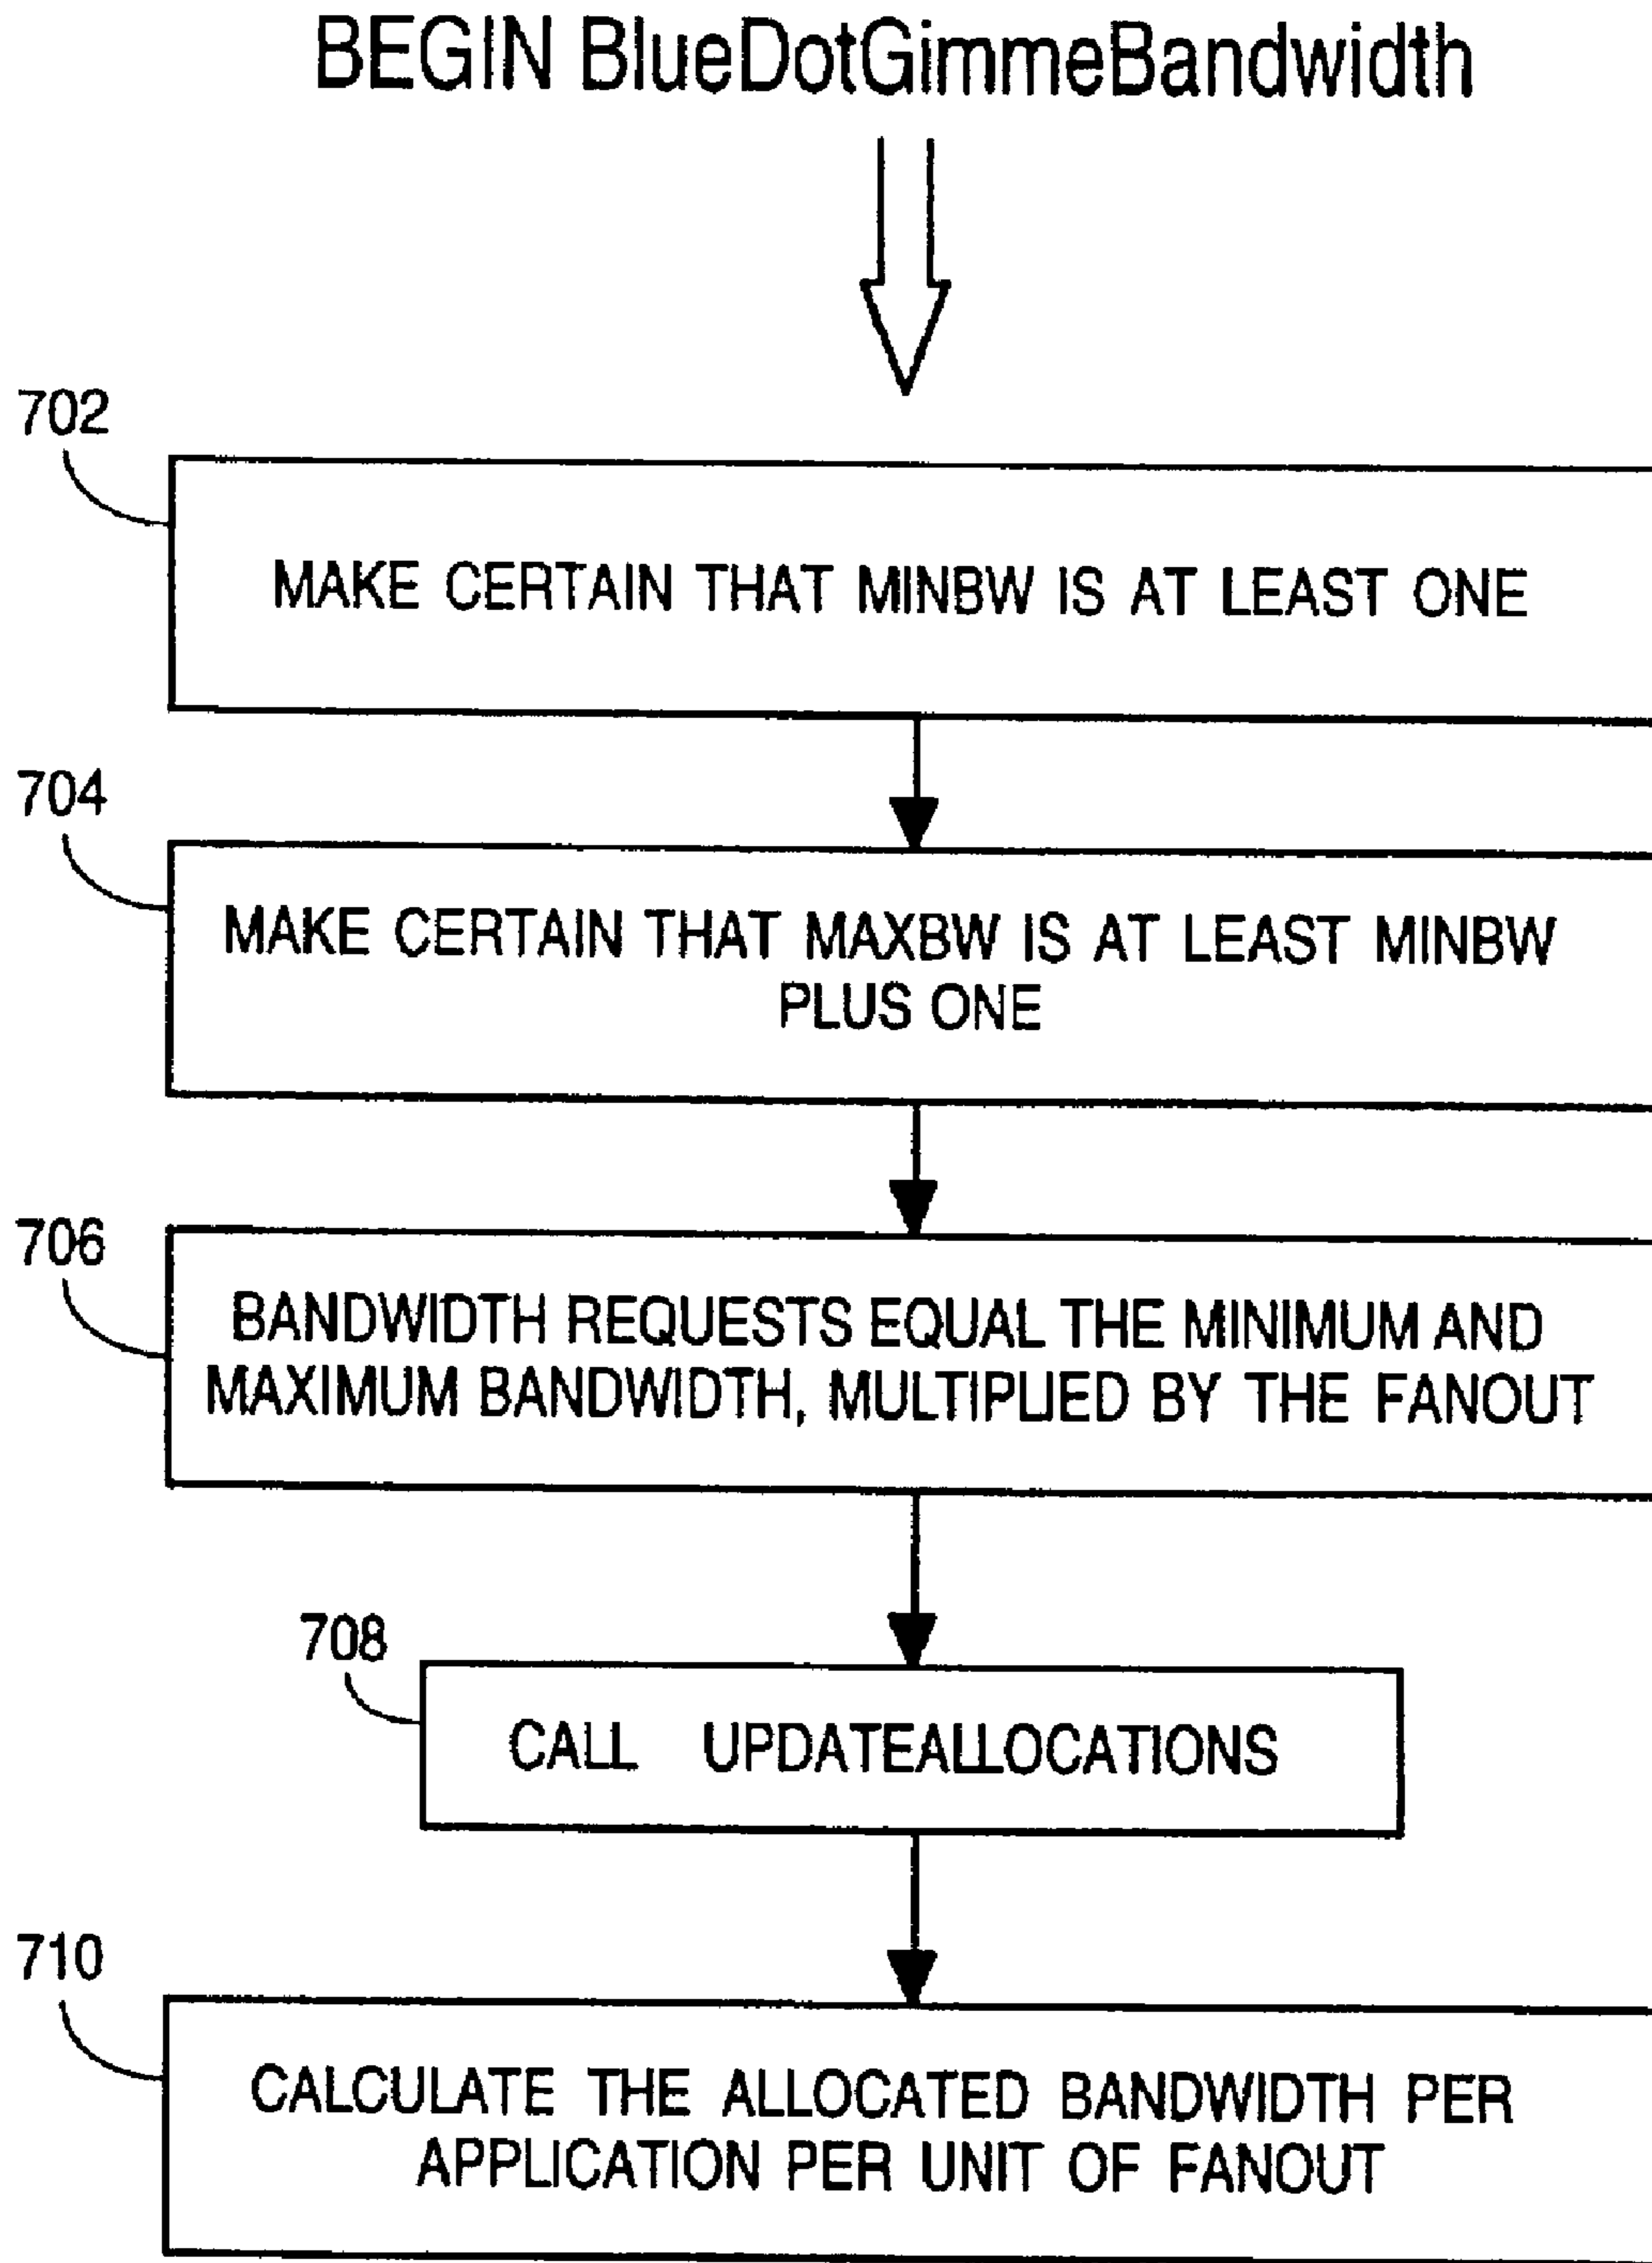 BEGIN BlueDotGimmeBandwidth
702
MAKE CERTAIN THAT MINBW IS AT LEAST ONE
704
MAKE CERTAIN THAT MAXBW IS AT LEAST MINBW
PLUS ONE
706
BANDWIDTH REQUESTS EQUAL THE MINIMUM AND
MAXIMUM BANDWIDTH, MULTIPLIED BY THE FANOUT
708
CALL UPDATEALLOCATIONS
710
CALCULATE THE ALLOCATED BANDWIDTH PER
APPLICATION PER UNIT OF FANOUT